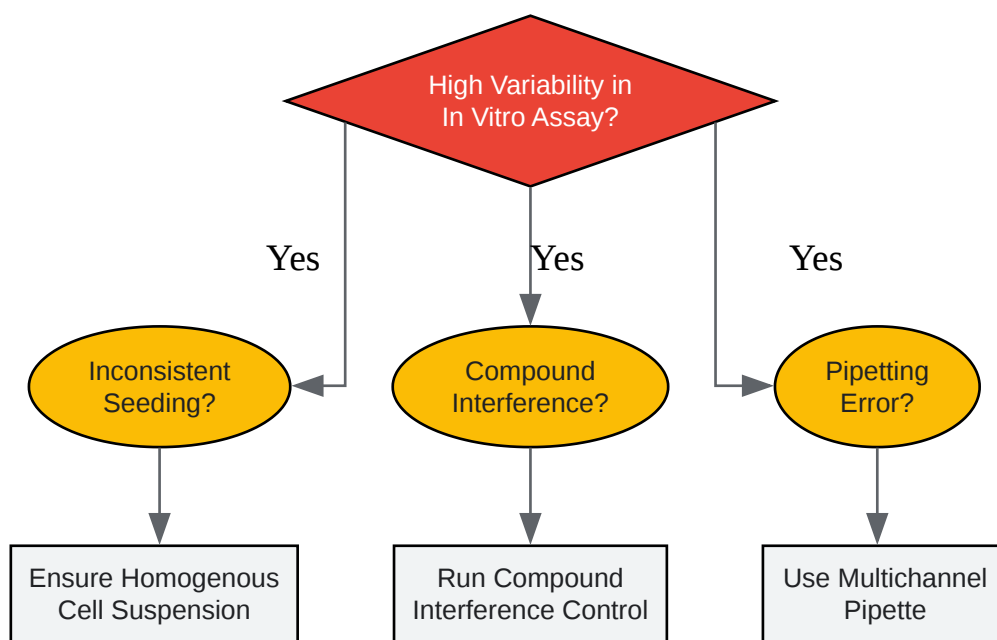 High Variability in
In Vitro Assay?
Yes
Yes
Yes
Inconsistent
Seeding?
Compound
Interference?
Pipetting
Error?
Ensure Homogenous
Cell Suspension
Run Compound
Interference Control
Use Multichannel
Pipette